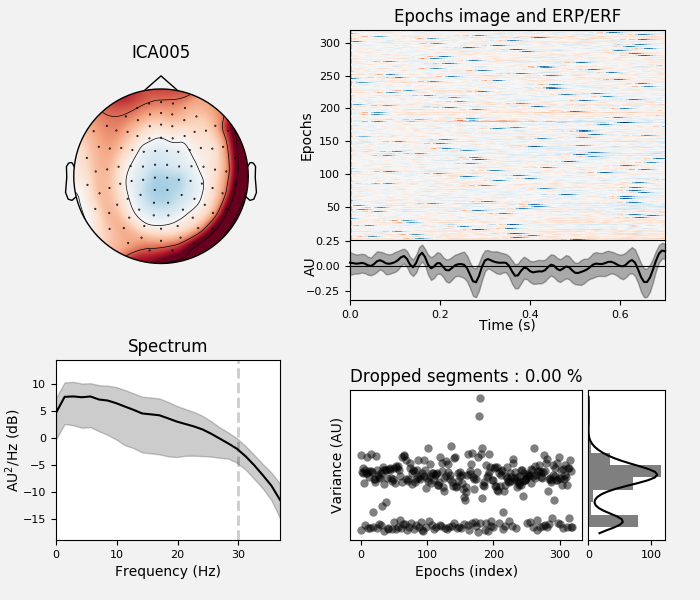 Epochs image and ERP/ERF
ICA005
300
250
200
150
100
50
Epochs
0.25
0.00
−0.25
AU
0.0 0.2 0.4 0.6
Time (s)
Spectrum
10
5
0
−5
−10
−15
AU²/Hz (dB)
0 10 20 30
Frequency (Hz)
Dropped segments : 0.00 %
Variance (AU)
0 100 200 300
Epochs (index)
0 100